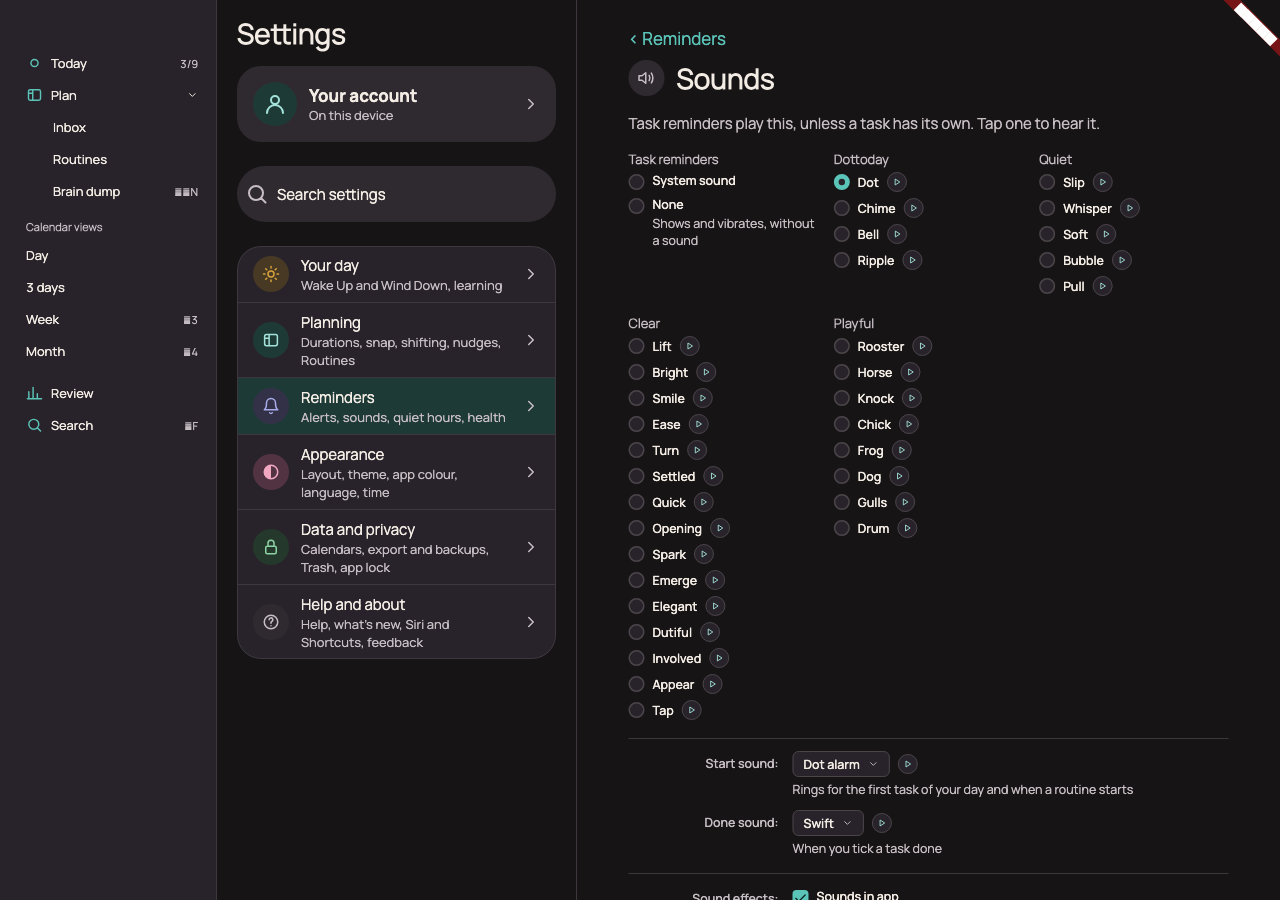 Today 3/9
Plan
Inbox
Routines
Brain dump
Calendar views
Day
3 days
Week
Month
Review
Search
Settings
Your account
On this device
Search settings
Your day
Wake Up and Wind Down, learning
Planning
Durations, snap, shifting, nudges,
Routines
Reminders
Alerts, sounds, quiet hours, health
Appearance
Layout, theme, app colour,
language, time
Data and privacy
Calendars, export and backups,
Trash, app lock
Help and about
Help, what's new, Siri and
Shortcuts, feedback
Reminders
Sounds
Task reminders play this, unless a task has its own. Tap one to hear it.
Task reminders
System sound
None
Shows and vibrates, without
a sound
Dottoday
Dot
Chime
Bell
Ripple
Quiet
Slip
Whisper
Soft
Bubble
Pull
Clear
Lift
Bright
Smile
Ease
Turn
Settled
Quick
Opening
Spark
Emerge
Elegant
Dutiful
Involved
Appear
Tap
Playful
Rooster
Horse
Knock
Chick
Frog
Dog
Gulls
Drum
Start sound: Dot alarm
Rings for the first task of your day and when a routine starts
Done sound: Swift
When you tick a task done
Sound effects: Sounds in app